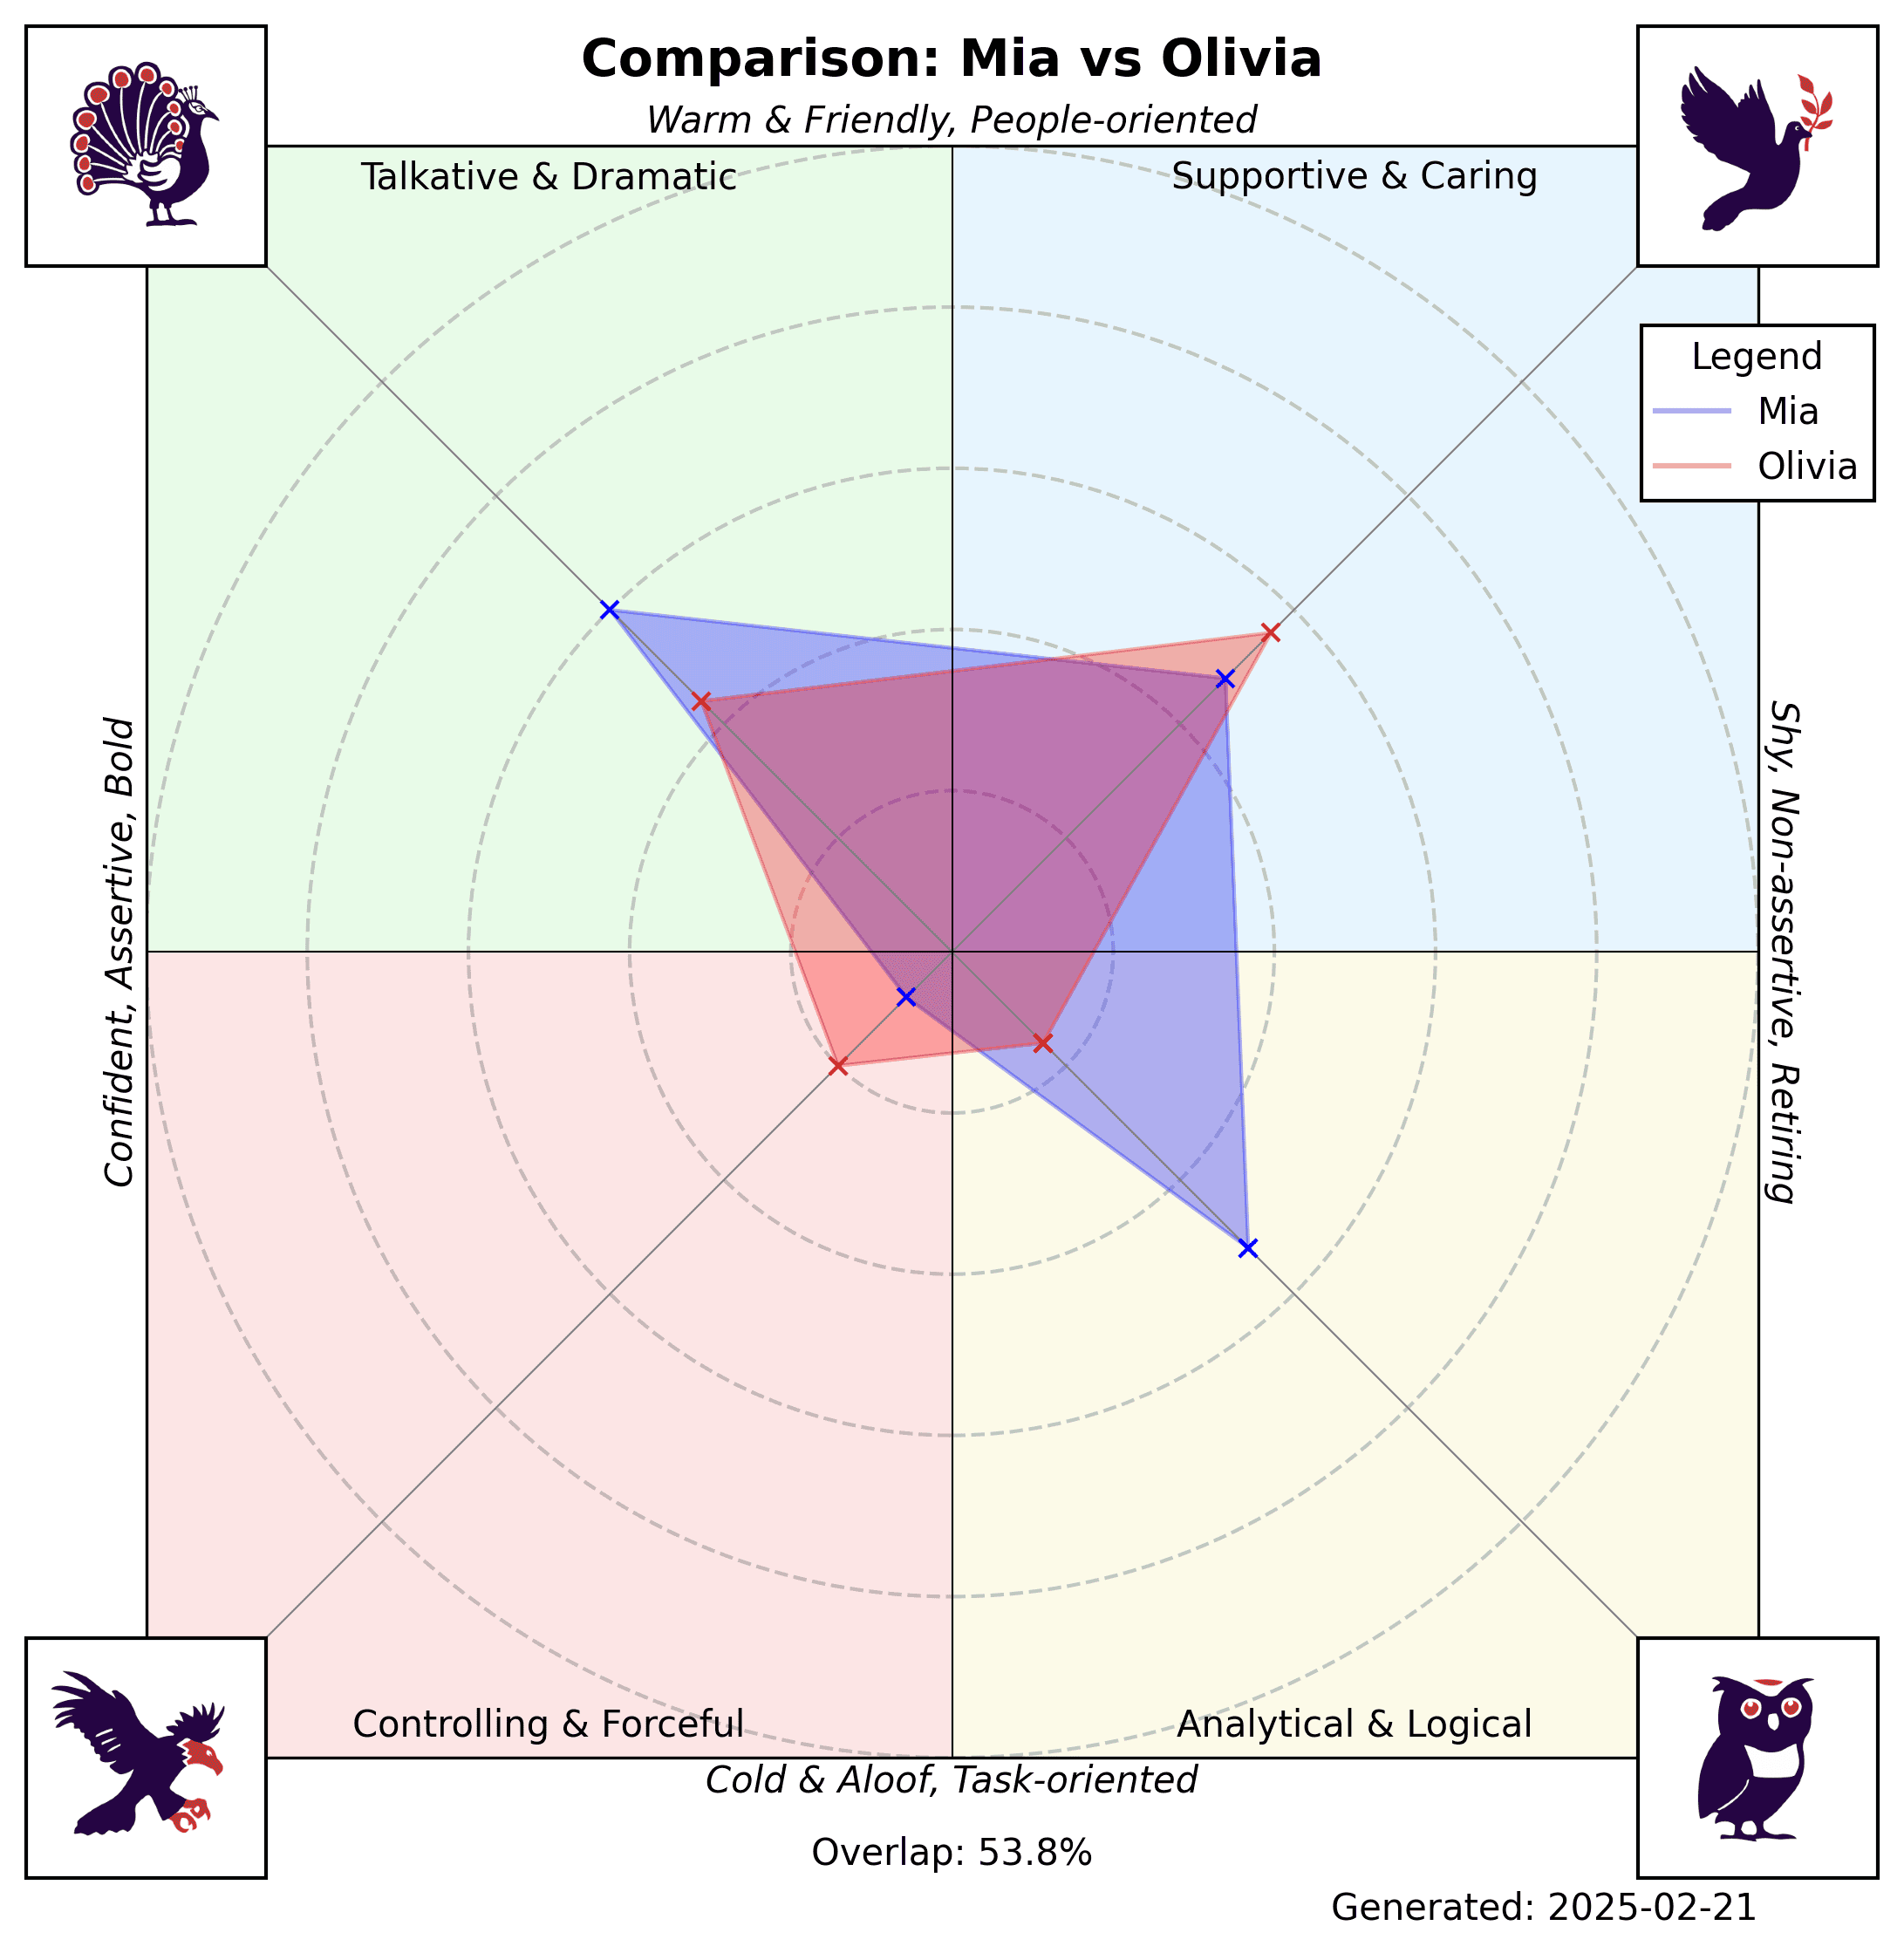 Comparison: Mia vs Olivia
Warm & Friendly, People-oriented
Talkative & Dramatic
Supportive & Caring
Legend
Mia
Olivia
Confident, Assertive, Bold
Shy, Non-assertive, Retiring
Controlling & Forceful
Analytical & Logical
Cold & Aloof, Task-oriented
Overlap: 53.8%
Generated: 2025-02-21